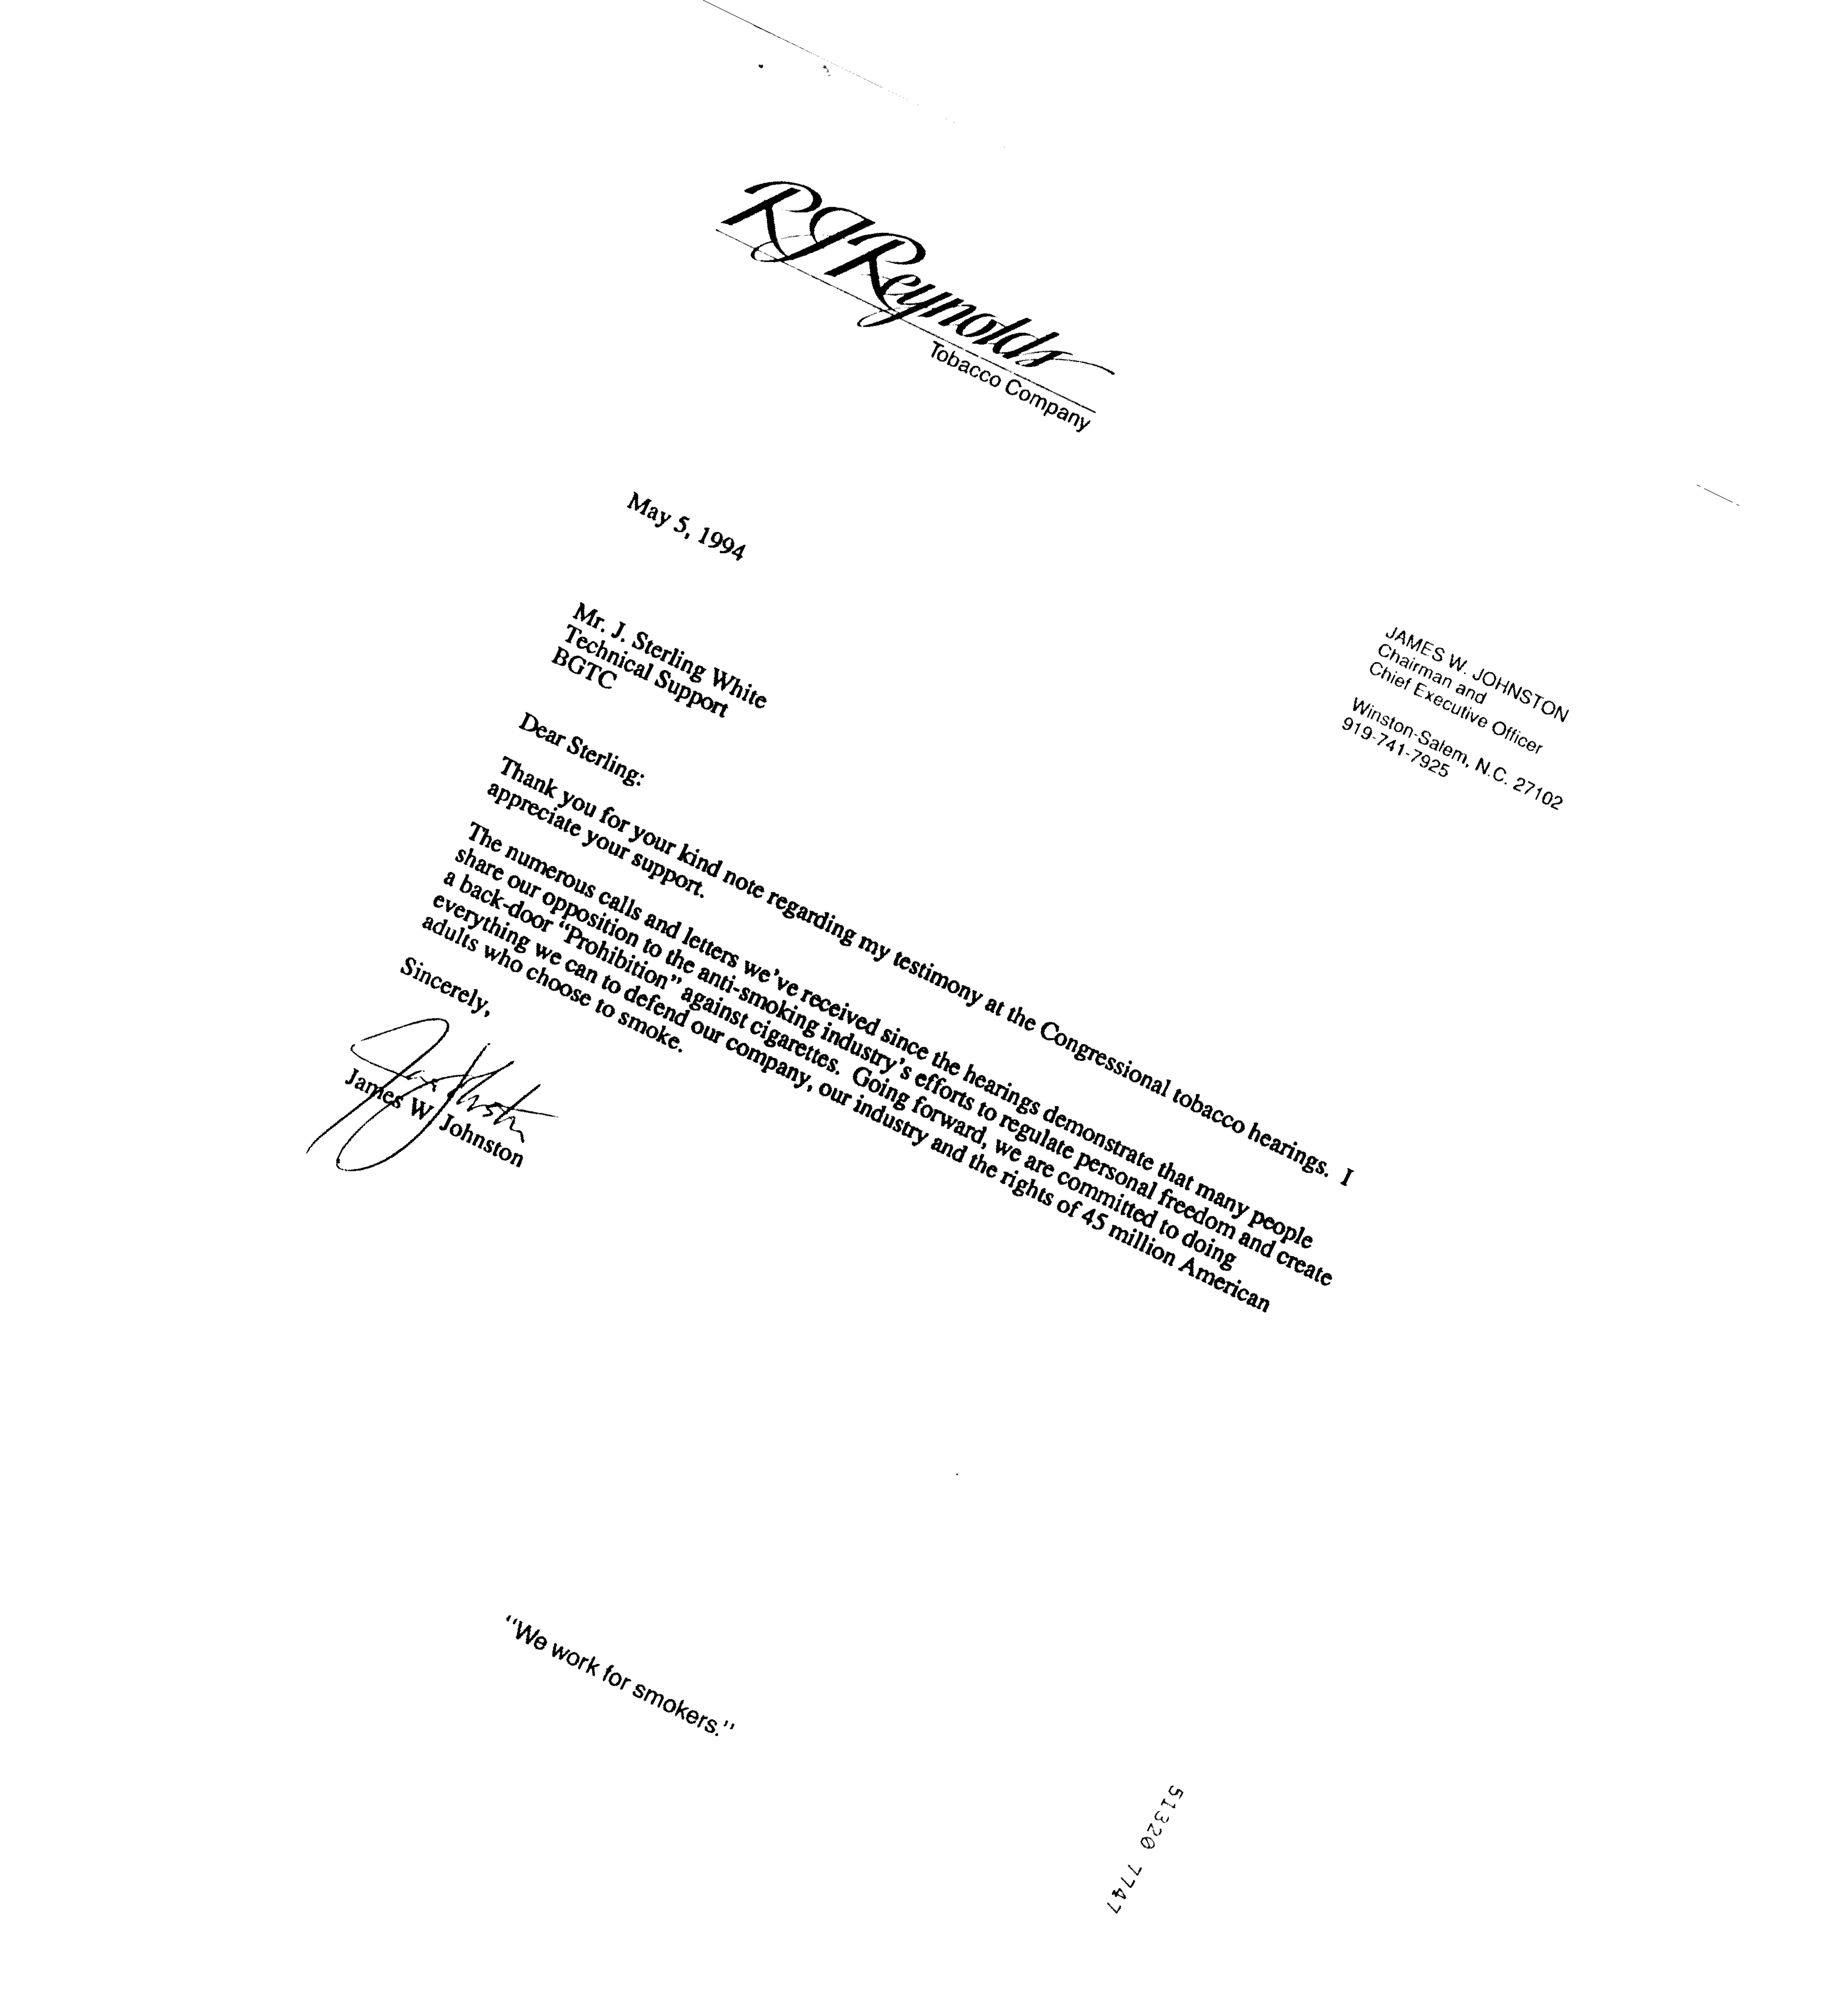 RJReynolds
Tobacco Company
May 5, 1994
JAMES W. JOHNSTON
Chairman and
Chief Executive Officer
Winston-Salem, N.C. 27102
919-741-7925
Mr. J. Sterling White
Technical Support
BGTC
Dear Sterling:
Thank you for your kind note regarding my testimony at the Congressional tobacco hearings.  I
appreciate your support.
The numerous calls and letters we've received since the hearings demonstrate that many people
share our opposition to the anti-smoking industry's efforts to regulate personal freedom and create
a back-door "Prohibition" against cigarettes.  Going forward, we are committed to doing
everything we can to defend our company, our industry and the rights of 45 million American
adults who choose to smoke.
Sincerely,
James W. Johnston
"We work for smokers."
51320 7747